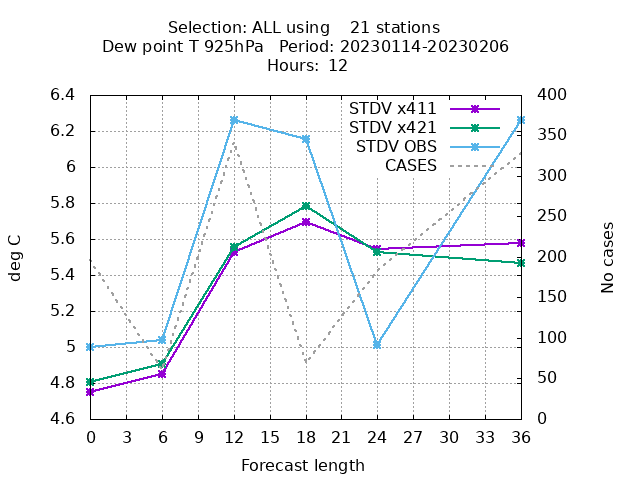 Selection: ALL using    21 stations
Dew point T 925hPa   Period: 20230114-20230206
Hours:  12
STDV x411
STDV x421
STDV OBS
CASES
6.4
6.2
6
5.8
5.6
5.4
5.2
5
4.8
4.6
deg C
400
350
300
250
200
150
100
50
0
No cases
0 3 6 9 12 15 18 21 24 27 30 33 36
Forecast length